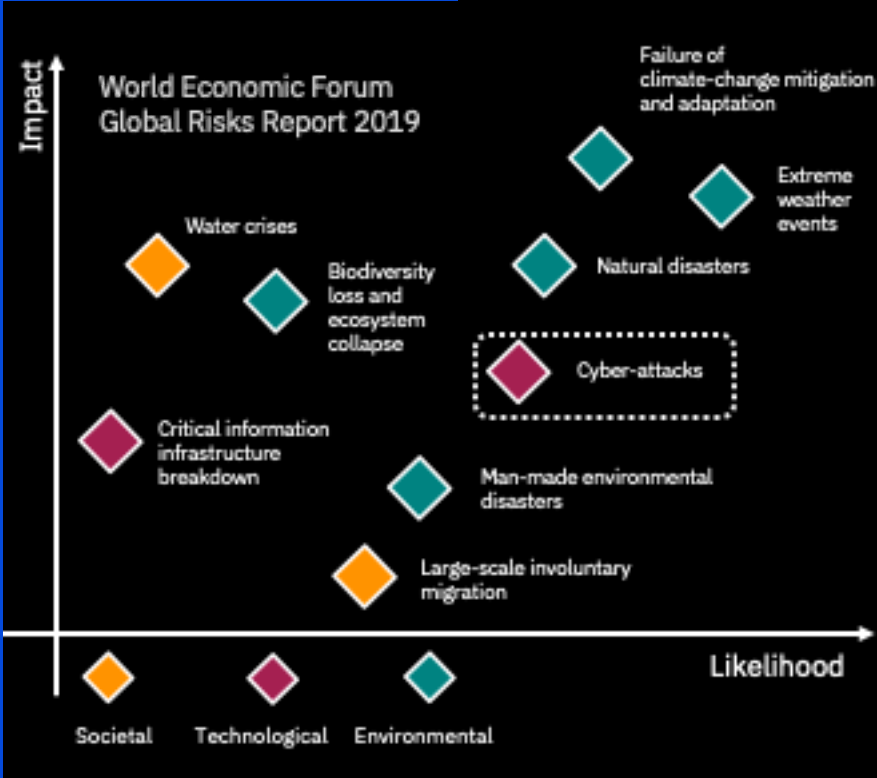 Impact
World Economic Forum
Global Risks Report 2019
Failure of
climate-change mitigation
and adaptation
Extreme
weather
events
Water crises
Biodiversity
loss and
ecosystem
collapse
Natural disasters
Cyber-attacks
Critical information
infrastructure
breakdown
Man-made environmental
disasters
Large-scale involuntary
migration
Likelihood
Societal
Technological
Environmental